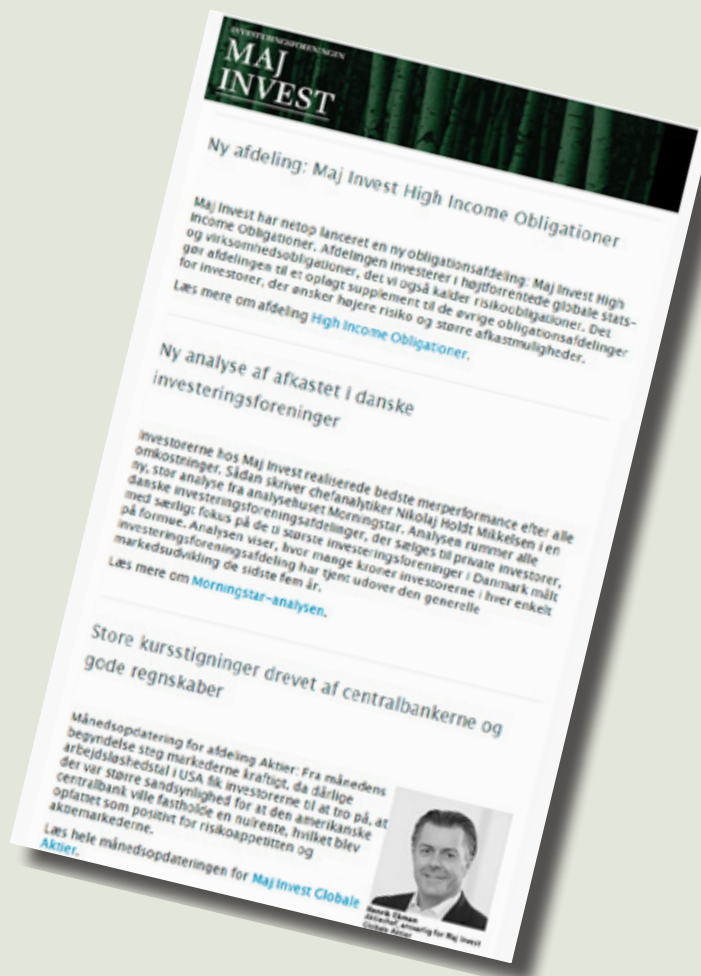 INVESTERINGSFORENINGEN
MAJ
INVEST
Ny afdeling: Maj Invest High Income Obligationer
Maj Invest har netop lanceret en ny obligationsafdeling: Maj Invest High
Income Obligationer. Afdelingen investerer i højtforrentede globale stats-
og virksomhedsobligationer, det vi også kalder risikoobligationer. Det
gør afdelingen til et oplagt supplement til de øvrige obligationsafdelinger
for investorer, der ønsker højere risiko og større afkastmuligheder.
Læs mere om afdeling High Income Obligationer.
Ny analyse af afkastet i danske
investeringsforeninger
Investorerne hos Maj Invest realiserede bedste merperformance efter alle
omkostninger. Sådan skriver chefanalytiker Nikolaj Holdt Mikkelsen i en
ny, stor analyse fra analysehuset Morningstar. Analysen rummer alle
danske investeringsforeningsafdelinger, der sælges til private investorer,
med særligt fokus på de ti største investeringsforeninger i Danmark målt
på formue. Analysen viser, hvor mange kroner investorerne i hver enkelt
investeringsforeningsafdeling har tjent udover den generelle
markedsudvikling de sidste fem år.
Læs mere om Morningstar-analysen.
Store kursstigninger drevet af centralbankerne og
gode regnskaber
Månedsopdatering for afdeling Aktier: Fra månedens
begyndelse steg markederne kraftigt, da dårlige
arbejdsløshedstal i USA fik investorerne til at tro på, at
der var større sandsynlighed for at den amerikanske
centralbank ville fastholde en nulrente, hvilket blev
opfattet som positivt for risikoappetitten og
aktiemarkederne.
Læs hele månedsopdateringen for Maj Invest Globale
Aktier.
Henrik Ekman
Aktiechef, ansvarlig for Maj Invest
Globale Aktier